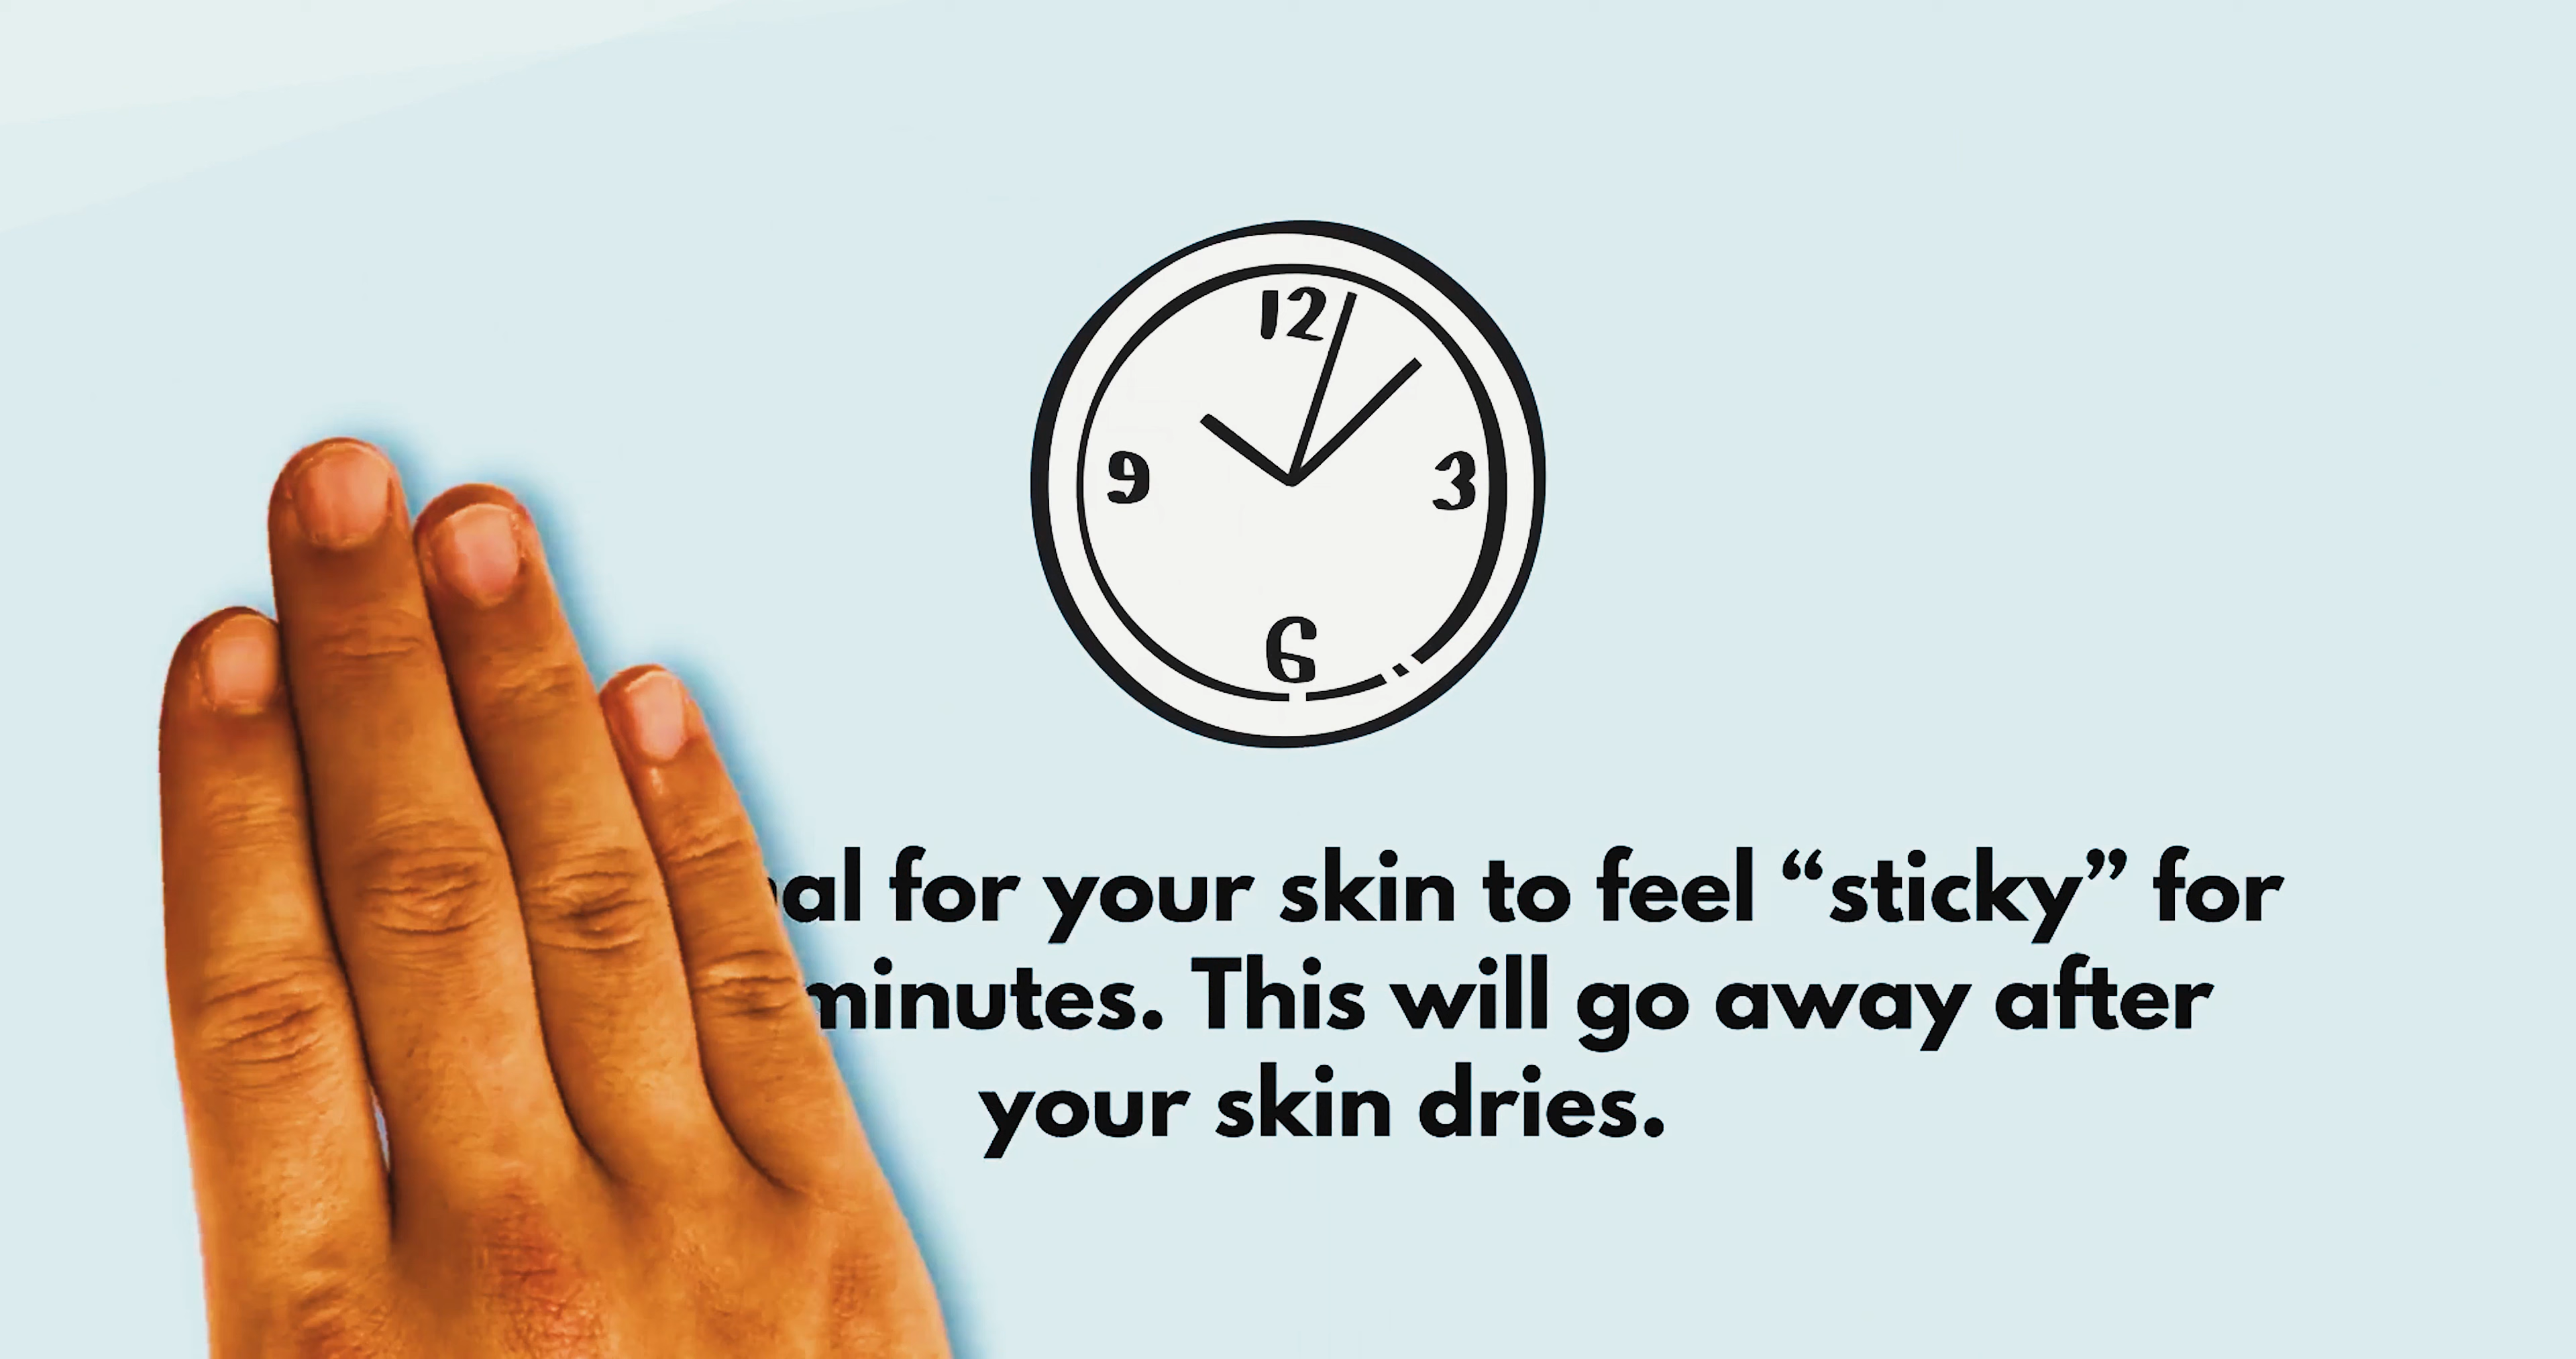 12
9
3
6
for your skin to feel “sticky” for
minutes. This will go away after
your skin dries.